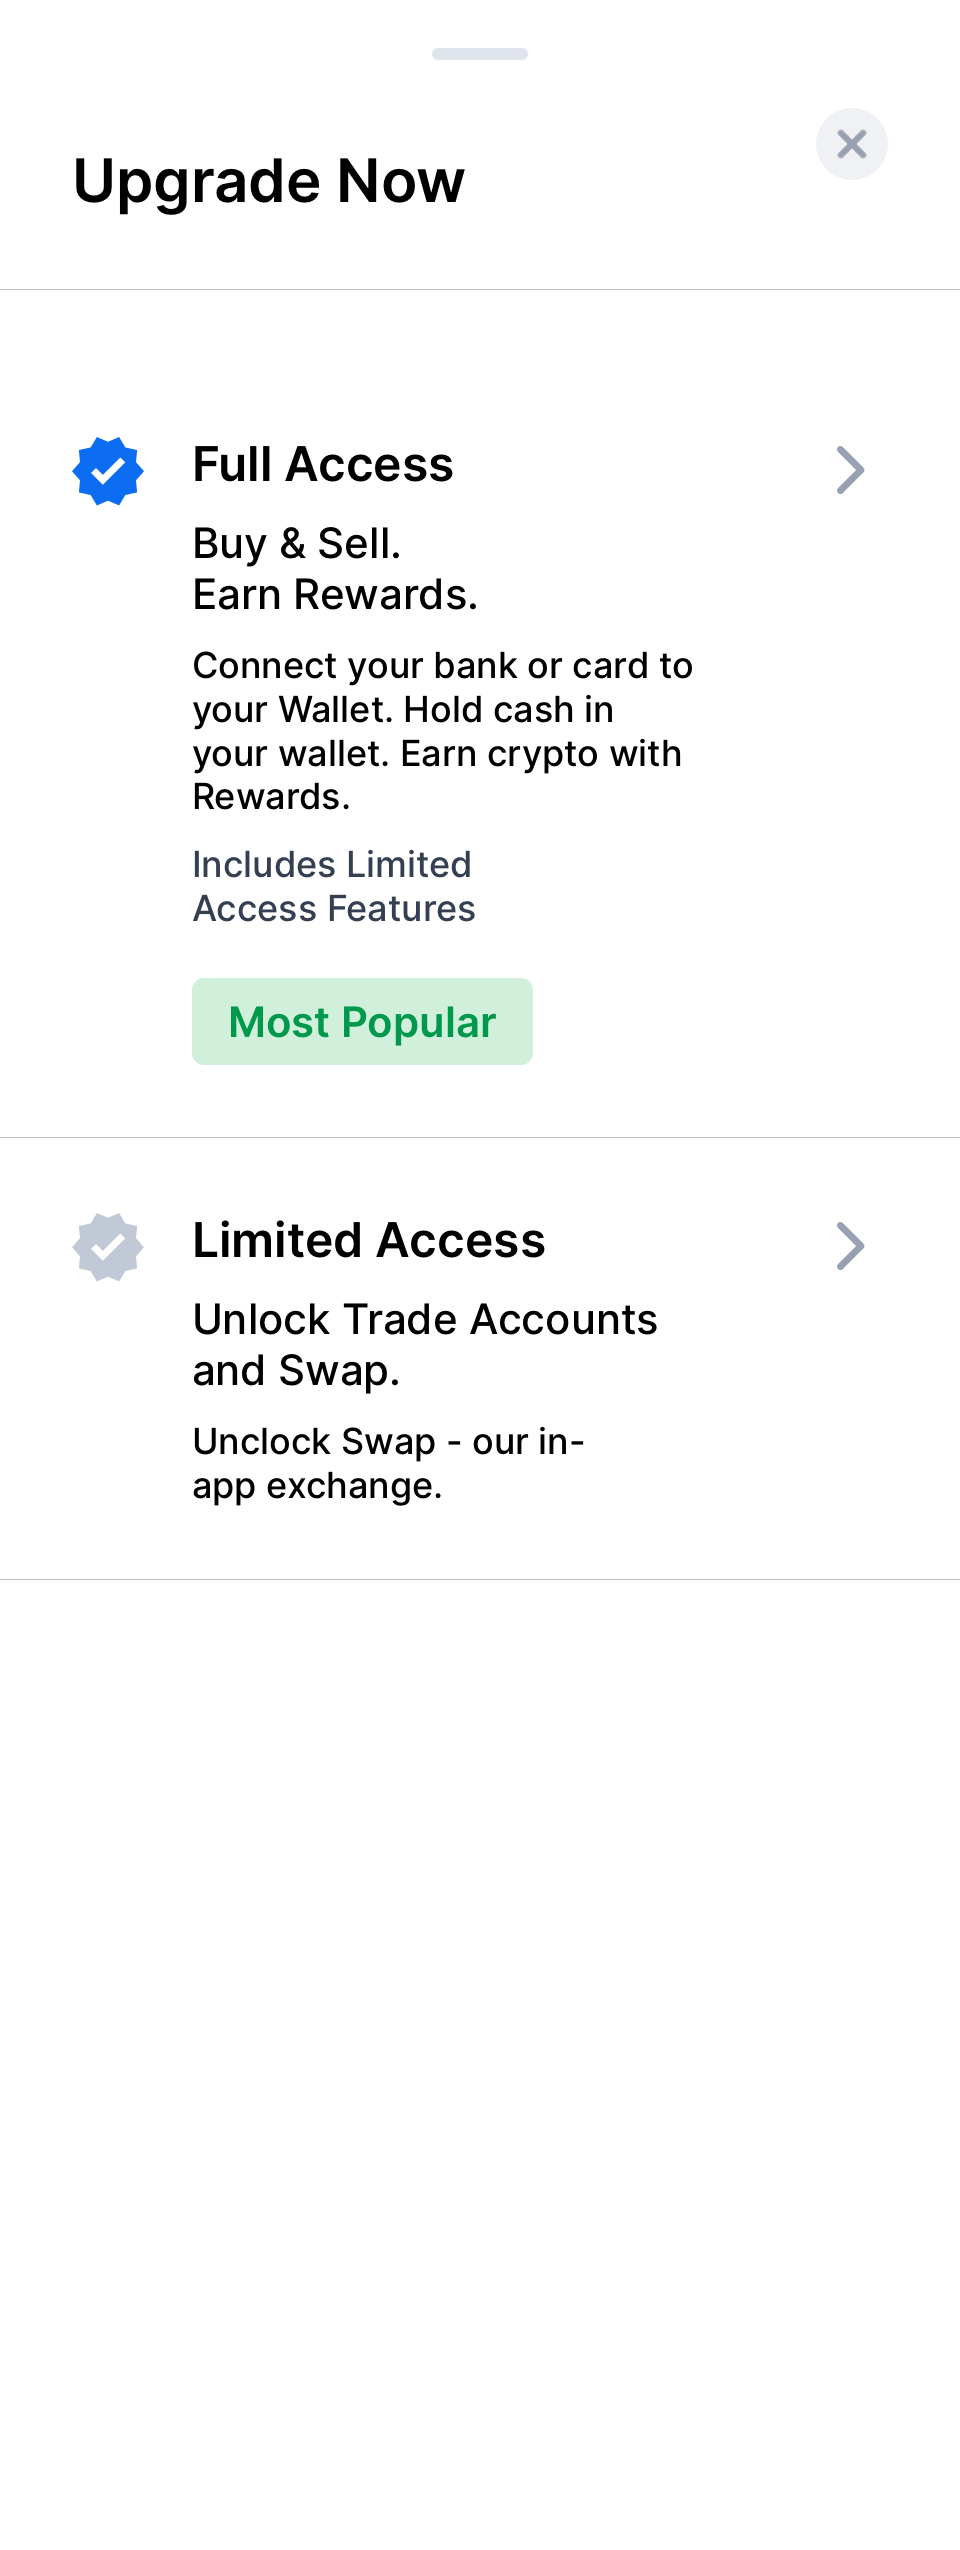 Upgrade Now
Full Access
Buy & Sell.
Earn Rewards.
Connect your bank or card to
your Wallet. Hold cash in
your wallet. Earn crypto with
Rewards.
Includes Limited
Access Features
Most Popular
Limited Access
Unlock Trade Accounts
and Swap.
Unclock Swap - our in-
app exchange.